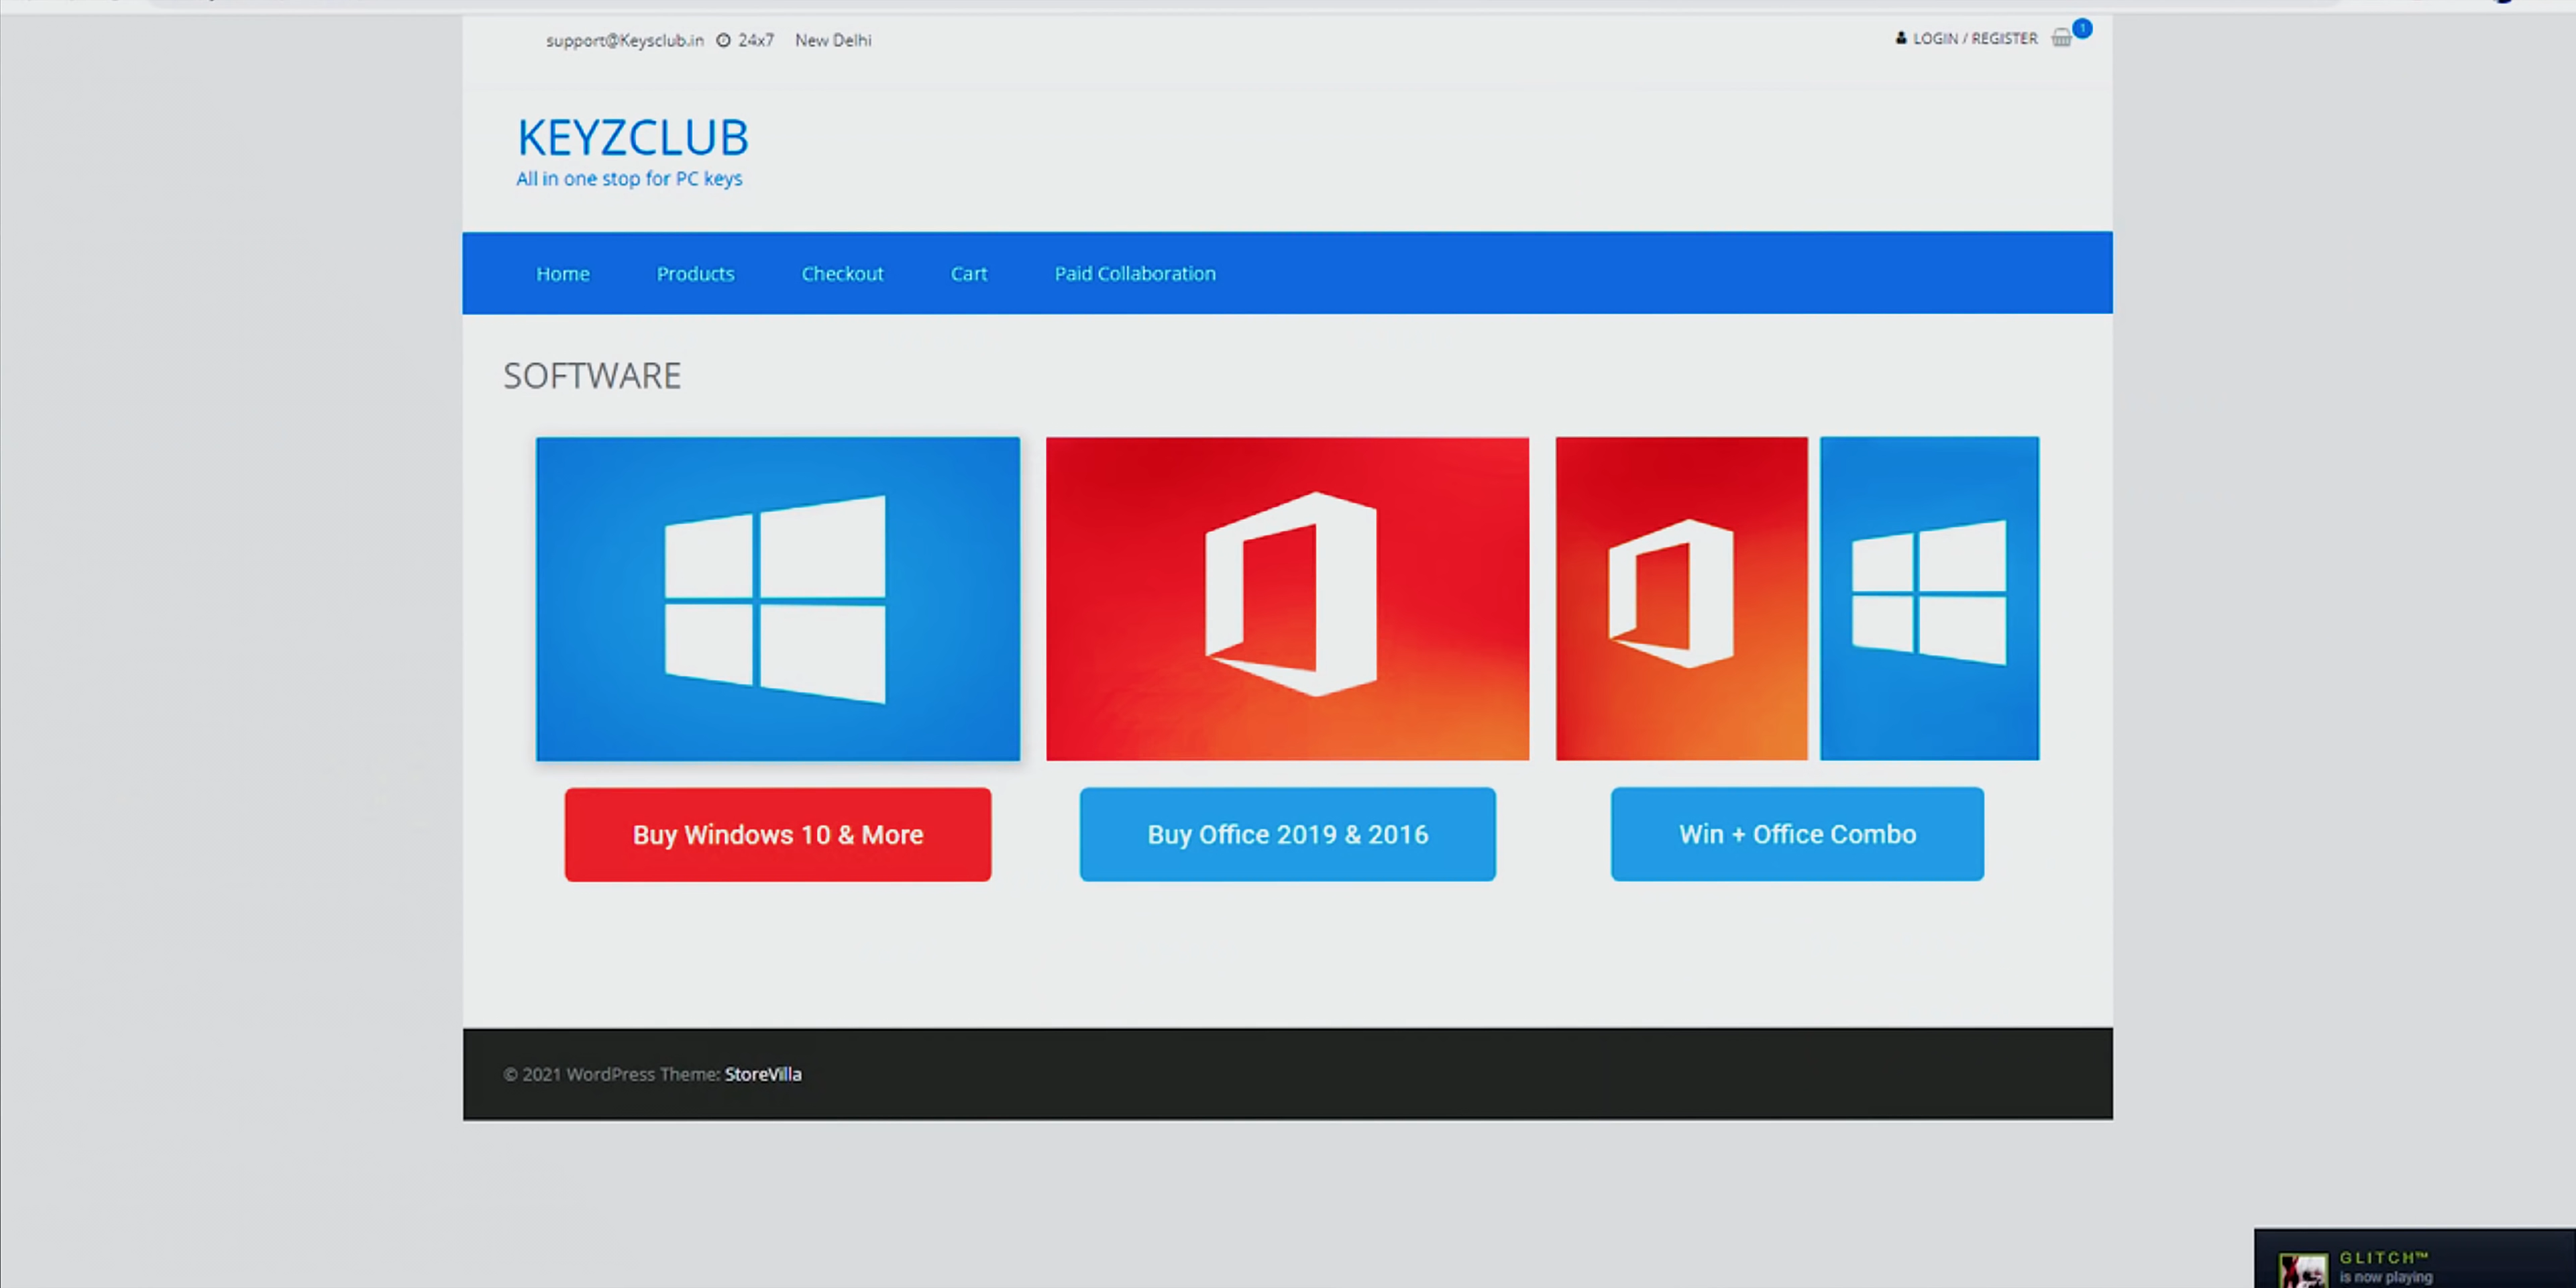 support@Keysclub.in 24x7 New Delhi
LOGIN / REGISTER 1
KEYZCLUB
All in one stop for PC keys
Home Products Checkout Cart Paid Collaboration
SOFTWARE
Buy Windows 10 & More
Buy Office 2019 & 2016
Win + Office Combo
© 2021 WordPress Theme: StoreVilla
GLITCH™
is now playing